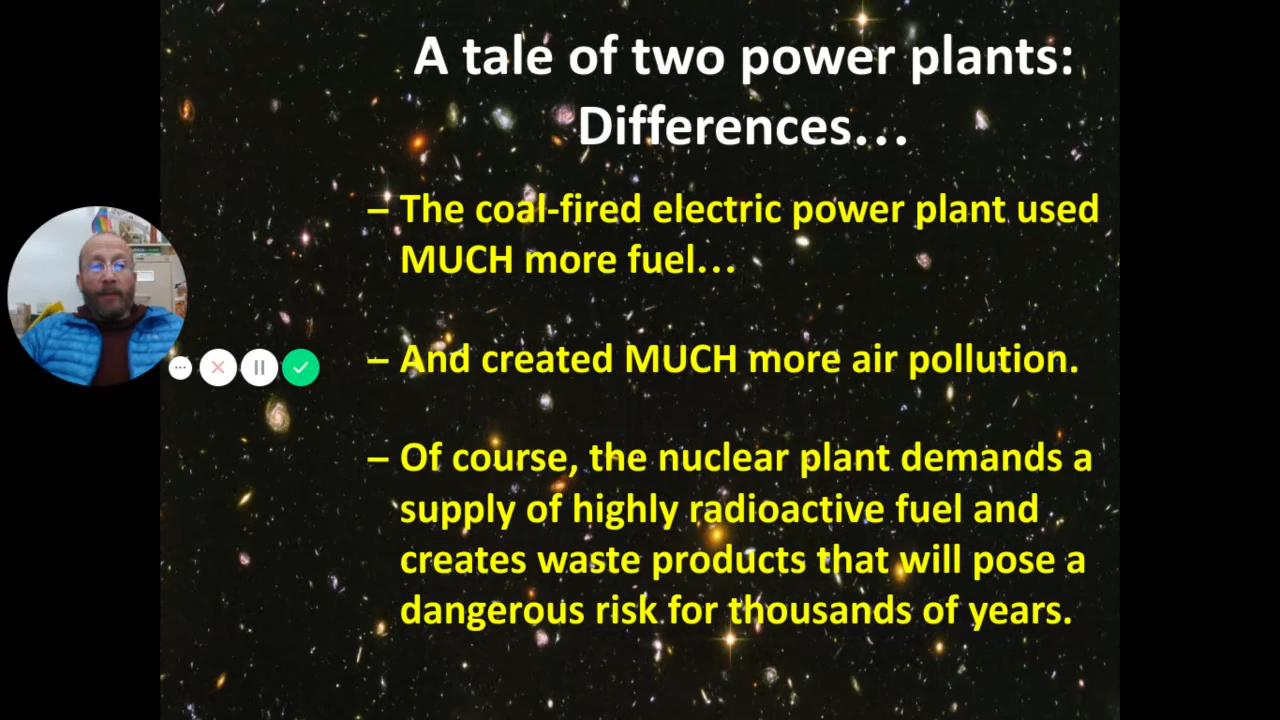 A tale of two power plants:
Differences…
– The coal-fired electric power plant used
MUCH more fuel…
– And created MUCH more air pollution.
– Of course, the nuclear plant demands a
supply of highly radioactive fuel and
creates waste products that will pose a
dangerous risk for thousands of years.